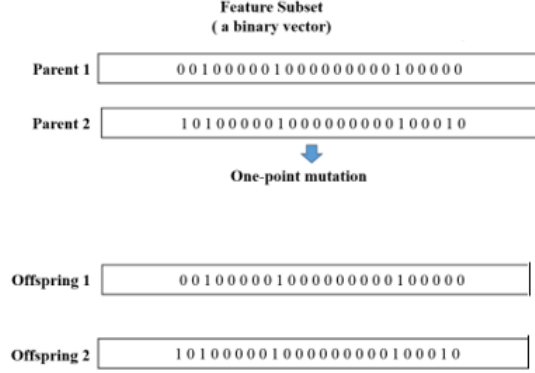 Feature Subset
( a binary vector)
Parent 1 0 0 1 0 0 0 0 0 1 0 0 0 0 0 0 0 0 0 1 0 0 0 0 0
Parent 2 1 0 1 0 0 0 0 0 1 0 0 0 0 0 0 0 0 0 1 0 0 0 1 0
One-point mutation
Offspring 1 0 0 1 0 0 0 0 0 1 0 0 0 0 0 0 0 0 0 1 0 0 0 0 0
Offspring 2 1 0 1 0 0 0 0 0 1 0 0 0 0 0 0 0 0 0 1 0 0 0 1 0